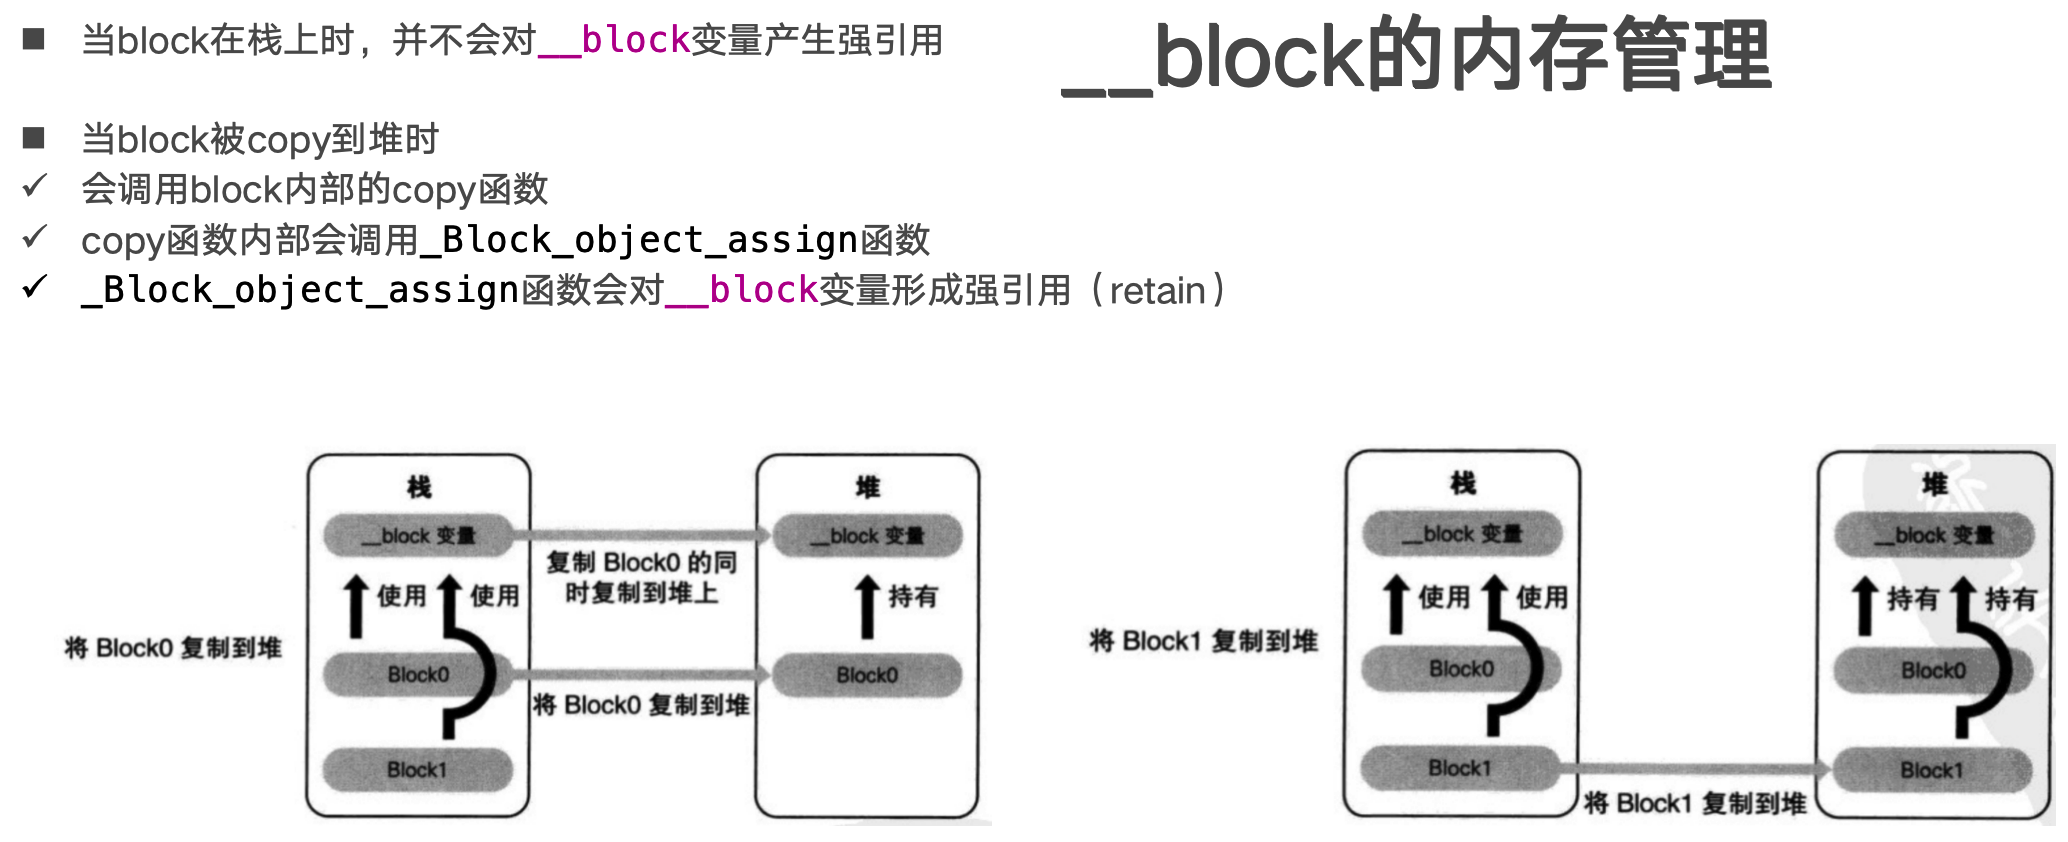 __block的内存管理
■ 当block在栈上时，并不会对__block变量产生强引用
■ 当block被copy到堆时
✓ 会调用block内部的copy函数
✓ copy函数内部会调用_Block_object_assign函数
✓ _Block_object_assign函数会对__block变量形成强引用（retain）
将 Block0 复制到堆
栈
__block 变量
使用
使用
Block0
Block1
复制 Block0 的同
时复制到堆上
将 Block0 复制到堆
堆
__block 变量
持有
Block0
将 Block1 复制到堆
栈
__block 变量
使用
使用
Block0
Block1
将 Block1 复制到堆
堆
__block 变量
持有
持有
Block0
Block1